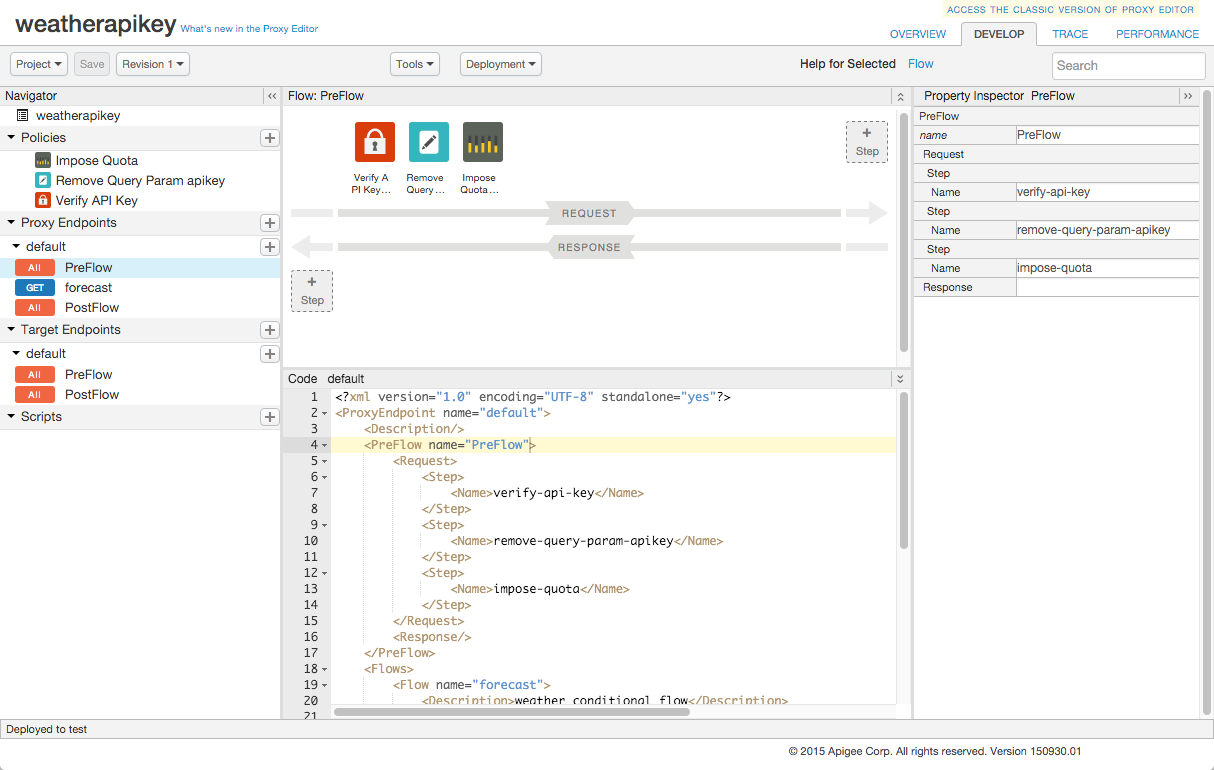 ACCESS THE CLASSIC VERSION OF PROXY EDITOR
weatherapikey What's new in the Proxy Editor
OVERVIEW DEVELOP TRACE PERFORMANCE
Project Save Revision 1 Tools Deployment Help for Selected Flow Search
Navigator
weatherapikey
Policies
Impose Quota
Remove Query Param apikey
Verify API Key
Proxy Endpoints
default
All PreFlow
GET forecast
All PostFlow
Target Endpoints
default
All PreFlow
All PostFlow
Scripts
Flow: PreFlow
Verify A
PI Key...
Remove
Query ...
Impose
Quota ...
+
Step
REQUEST
RESPONSE
+
Step
Code default
1 <?xml version="1.0" encoding="UTF-8" standalone="yes"?>
2 <ProxyEndpoint name="default">
3 <Description/>
4 <PreFlow name="PreFlow">
5 <Request>
6 <Step>
7 <Name>verify-api-key</Name>
8 </Step>
9 <Step>
10 <Name>remove-query-param-apikey</Name>
11 </Step>
12 <Step>
13 <Name>impose-quota</Name>
14 </Step>
15 </Request>
16 <Response/>
17 </PreFlow>
18 <Flows>
19 <Flow name="forecast">
20 <Description>weather conditional flow</Description>
21
Property Inspector PreFlow
PreFlow
name PreFlow
Request
Step
Name verify-api-key
Step
Name remove-query-param-apikey
Step
Name impose-quota
Response
Deployed to test
© 2015 Apigee Corp. All rights reserved. Version 150930.01